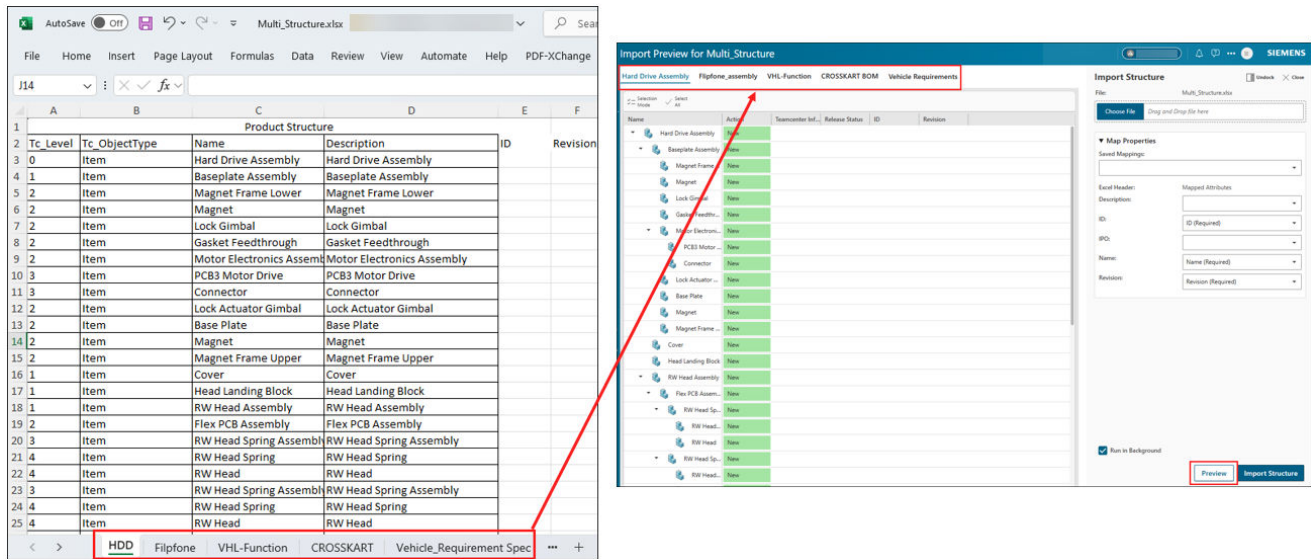 AutoSave Off Multi_Structure.xlsx Sear
File Home Insert Page Layout Formulas Data Review View Automate Help PDF-XChange
J14 fx
A B C D E F
1 Product Structure
2 Tc_Level Tc_ObjectType Name Description ID Revision
3 0 Item Hard Drive Assembly Hard Drive Assembly
4 1 Item Baseplate Assembly Baseplate Assembly
5 2 Item Magnet Frame Lower Magnet Frame Lower
6 2 Item Magnet Magnet
7 2 Item Lock Gimbal Lock Gimbal
8 2 Item Gasket Feedthrough Gasket Feedthrough
9 2 Item Motor Electronics Assemb Motor Electronics Assembly
10 3 Item PCB3 Motor Drive PCB3 Motor Drive
11 3 Item Connector Connector
12 2 Item Lock Actuator Gimbal Lock Actuator Gimbal
13 2 Item Base Plate Base Plate
14 2 Item Magnet Magnet
15 2 Item Magnet Frame Upper Magnet Frame Upper
16 1 Item Cover Cover
17 1 Item Head Landing Block Head Landing Block
18 1 Item RW Head Assembly RW Head Assembly
19 2 Item Flex PCB Assembly Flex PCB Assembly
20 3 Item RW Head Spring Assembly RW Head Spring Assembly
21 4 Item RW Head Spring RW Head Spring
22 4 Item RW Head RW Head
23 3 Item RW Head Spring Assembly RW Head Spring Assembly
24 4 Item RW Head Spring RW Head Spring
25 4 Item RW Head RW Head
HDD Filpfone VHL-Function CROSSKART Vehicle_Requirement Spec ... +
Import Preview for Multi_Structure SIEMENS
Hard Drive Assembly Flipfone_assembly VHL-Function CROSSKART BOM Vehicle Requirements
Selection Mode Select All
Name Action Teamcenter Inf... Release Status ID Revision
Hard Drive Assembly New
Baseplate Assembly New
Magnet Frame... New
Magnet New
Lock Gimbal New
Gasket Feedthr... New
Motor Electroni... New
PCB3 Motor ... New
Connector New
Lock Actuator ... New
Base Plate New
Magnet New
Magnet Frame ... New
Cover New
Head Landing Block New
RW Head Assembly New
Flex PCB Assem... New
RW Head Sp... New
RW Head... New
RW Head New
RW Head Sp... New
RW Head... New
Import Structure Undock Close
File: Multi_Structure.xlsx
Choose File Drag and Drop file here
Map Properties
Saved Mappings:
Excel Header: Mapped Attributes
Description:
ID: ID (Required)
IPO:
Name: Name (Required)
Revision: Revision (Required)
Run in Background
Preview Import Structure